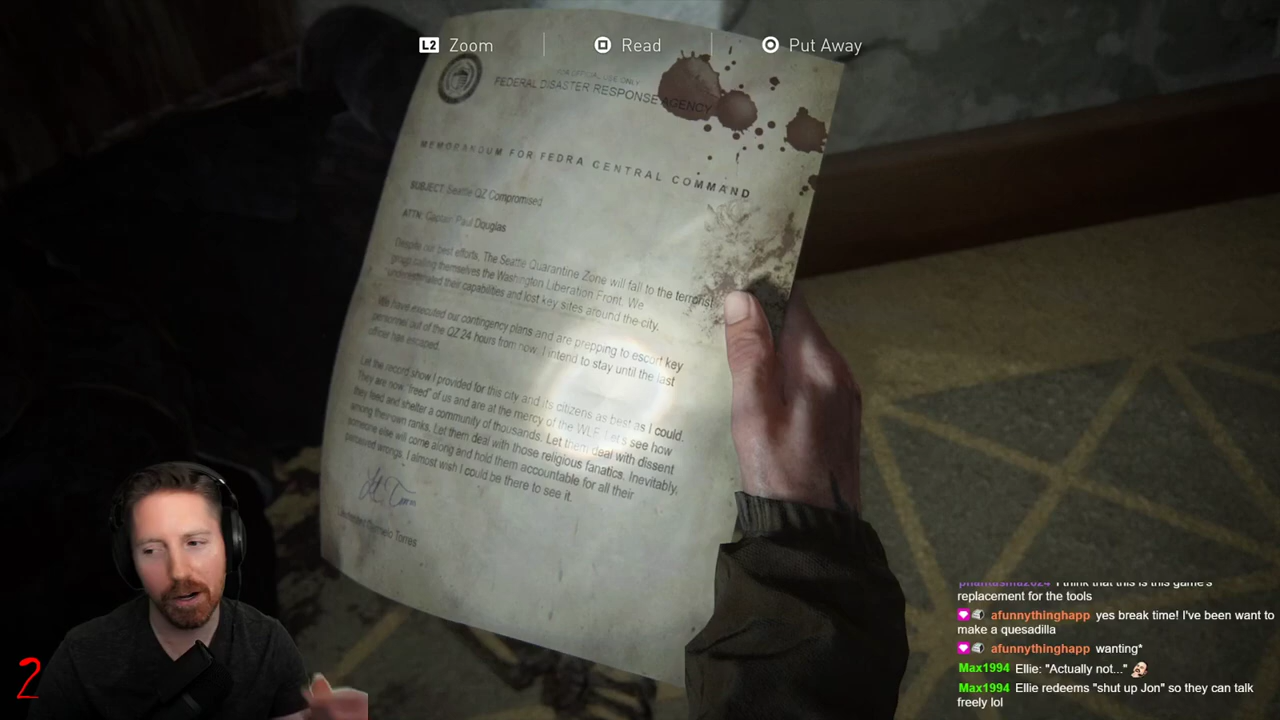 L2 Zoom
Read
Put Away
FOR OFFICIAL USE ONLY
FEDERAL DISASTER RESPONSE AGENCY
MEMORANDUM FOR FEDRA CENTRAL COMMAND
SUBJECT: Seattle QZ Compromised
ATTN: Captain Paul Douglas
Despite our best efforts, The Seattle Quarantine Zone will fall to the terrorist
group calling themselves the Washington Liberation Front. We
underestimated their capabilities and lost key sites around the city.
We have executed our contingency plans and are prepping to escort key
personnel out of the QZ 24 hours from now. I intend to stay until the last
officer has escaped.
Let the record show I provided for this city and its citizens as best as I could.
They are now "freed" of us and are at the mercy of the WLF. Let's see how
they feed and shelter a community of thousands. Let them deal with dissent
among their own ranks. Let them deal with those religious fanatics. Inevitably,
someone else will come along and hold them accountable for all their
perceived wrongs. I almost wish I could be there to see it.
Torres
2
phantasma2024 I think that this is this game's
replacement for the tools
afunnythinghapp yes break time! I've been want to
make a quesadilla
afunnythinghapp wanting*
Max1994 Ellie: "Actually not..."
Max1994 Ellie redeems "shut up Jon" so they can talk
freely lol